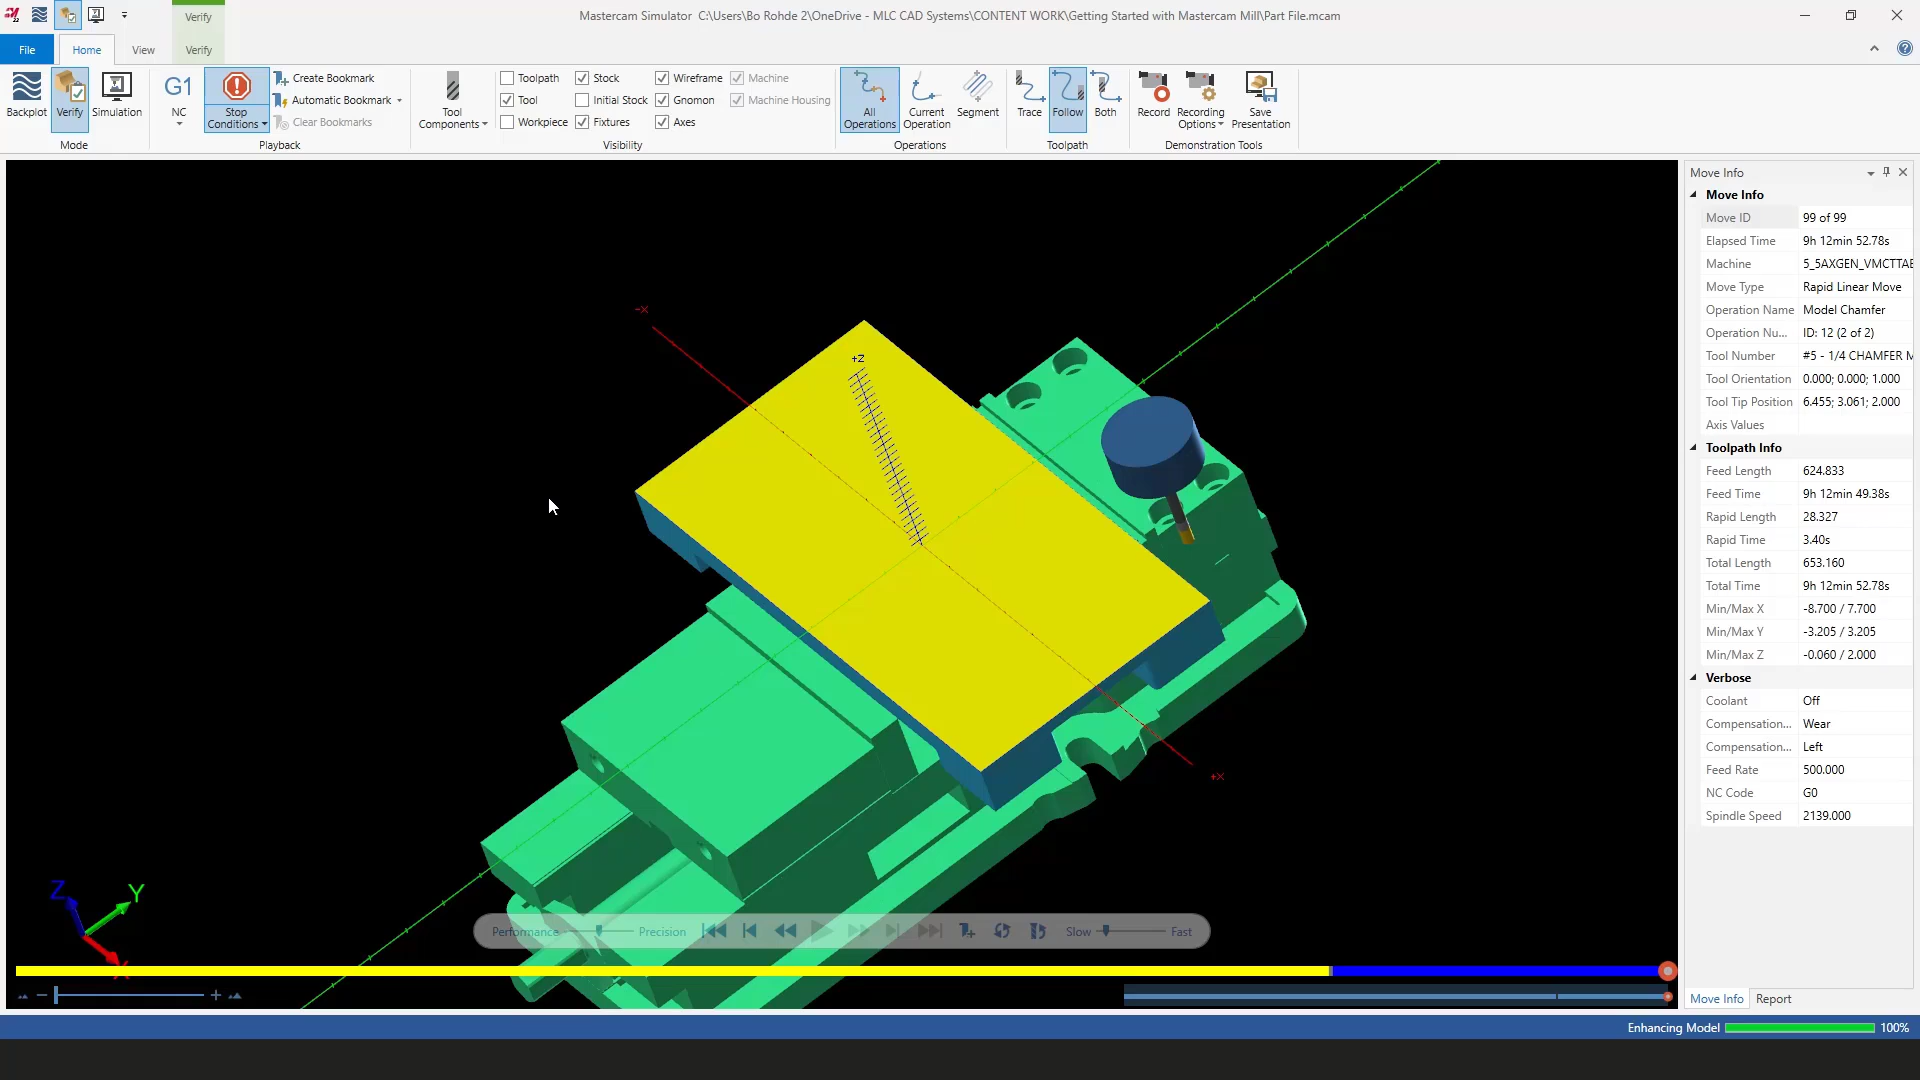 Verify
Mastercam Simulator C:\Users\Bo Rohde 2\OneDrive - MLC CAD Systems\CONTENT WORK\Getting Started with Mastercam Mill\Part File.mcam
File Home View Verify
Backplot Verify Simulation
Mode
G1 NC
Stop Conditions
Create Bookmark
Automatic Bookmark
Clear Bookmarks
Playback
Tool Components
Toolpath Stock Wireframe Machine
Tool Initial Stock Gnomon Machine Housing
Workpiece Fixtures Axes
Visibility
All Operations
Current Operation
Segment
Operations
Trace Follow Both
Toolpath
Record
Recording Options
Save Presentation
Demonstration Tools
-X
+Z
+X
Z Y
X
Performance Precision Slow Fast
Move Info
Move Info
Move ID 99 of 99
Elapsed Time 9h 12min 52.78s
Machine 5_5AXGEN_VMCTTAE
Move Type Rapid Linear Move
Operation Name Model Chamfer
Operation Nu... ID: 12 (2 of 2)
Tool Number #5 - 1/4 CHAMFER M
Tool Orientation 0.000; 0.000; 1.000
Tool Tip Position 6.455; 3.061; 2.000
Axis Values
Toolpath Info
Feed Length 624.833
Feed Time 9h 12min 49.38s
Rapid Length 28.327
Rapid Time 3.40s
Total Length 653.160
Total Time 9h 12min 52.78s
Min/Max X -8.700 / 7.700
Min/Max Y -3.205 / 3.205
Min/Max Z -0.060 / 2.000
Verbose
Coolant Off
Compensation... Wear
Compensation... Left
Feed Rate 500.000
NC Code G0
Spindle Speed 2139.000
Move Info Report
Enhancing Model 100%